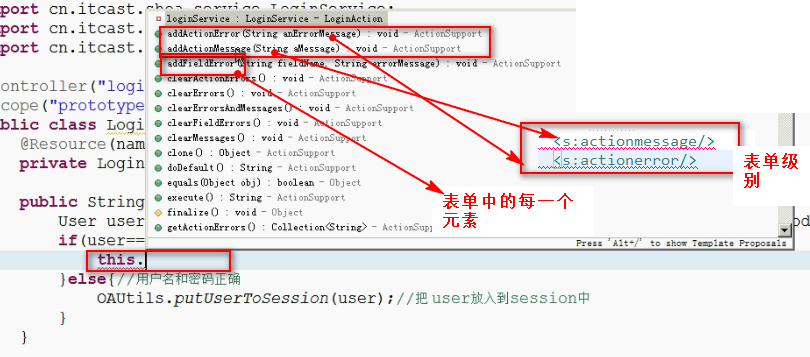 port cn.itcast.shoa.service.LoginService;
port cn.it
port cn.it
ontroller("logi
cope("prototype
blic class Logi
@Resource(nam
private Login
public String
User user
if(user==
this.
}else{//用户名和密码正确
OAUtils.putUserToSession(user);//把 user放入到session中
}
}
loginService : LoginService - LoginAction
addActionError(String anErrorMessage) : void - ActionSupport
addActionMessage(String aMessage) : void - ActionSupport
addFieldError(String fieldName, String errorMessage) : void - ActionSupport
clearActionErrors() : void - ActionSupport
clearErrors() : void - ActionSupport
clearErrorsAndMessages() : void - ActionSupport
clearFieldErrors() : void - ActionSupport
clearMessages() : void - ActionSupport
clone() : Object - ActionSupport
doDefault() : String - ActionSupport
equals(Object obj) : boolean - Object
execute() : String - ActionSupport
finalize() : void - Object
getActionErrors() : Collection<String> - ActionSup
Press 'Alt+/' to show Template Proposals
od
<s:actionmessage/>
<s:actionerror/>
表单级
别
表单中的每一个
元素